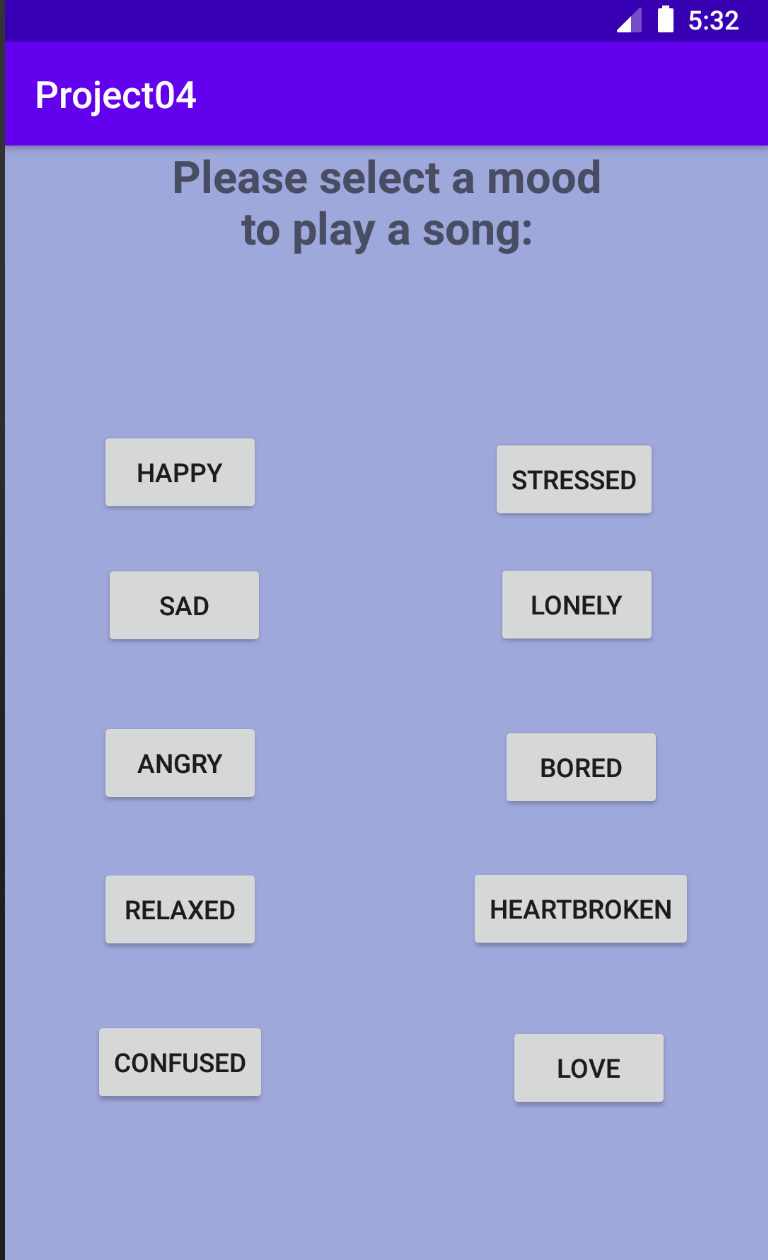 5:32
Project04
Please select a mood
to play a song:
HAPPY
STRESSED
SAD
LONELY
ANGRY
BORED
RELAXED
HEARTBROKEN
CONFUSED
LOVE